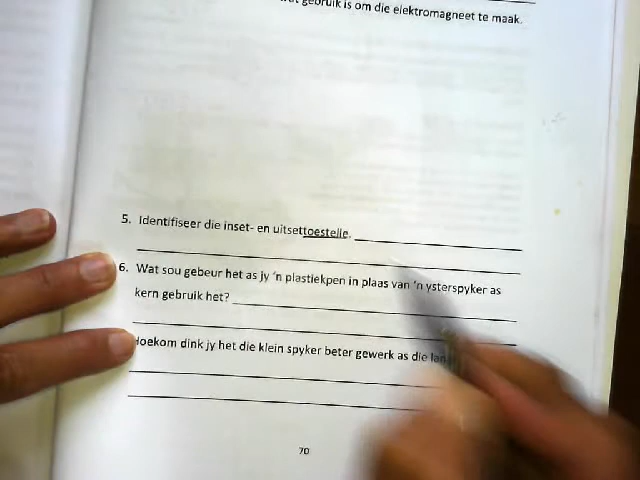 gebruik is om die elektromagneet te maak.
5. Identifiseer die inset- en uitsettoestelle.
6. Wat sou gebeur het as jy 'n plastiekpen in plaas van 'n ysterspyker as
kern gebruik het?
Hoekom dink jy het die klein spyker beter gewerk as die
70